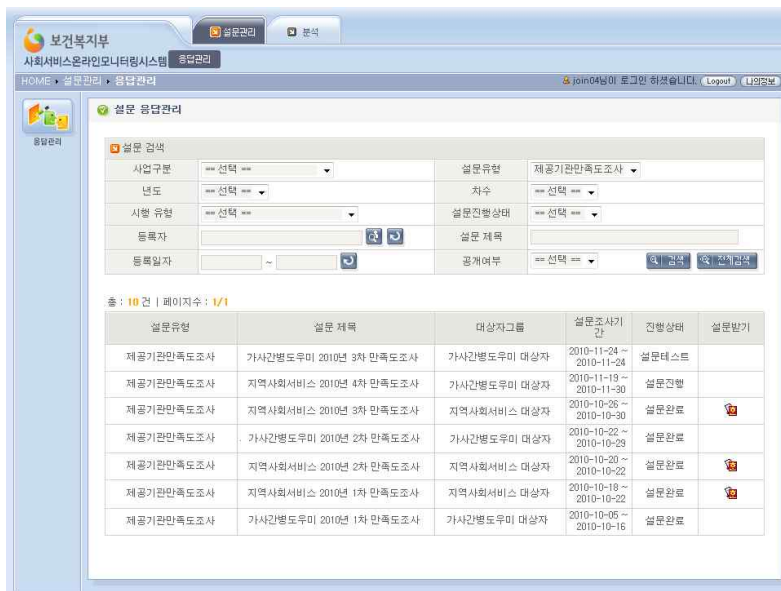 보건복지부
사회서비스온라인모니터링시스템
설문관리 분석
응답관리
HOME 설문관리 응답관리
join04님이 로그인 하셨습니다. Logout 나의정보
응답관리
설문 응답관리
설문 검색
사업구분 == 선택 == 설문유형 제공기관만족도조사
년도 == 선택 == 차수 == 선택 ==
시행 유형 == 선택 == 설문진행상태 == 선택 ==
등록자 설문 제목
등록일자 ~ 공개여부 == 선택 == 검색 전체검색
총 : 10 건 | 페이지수 : 1/1
설문유형 설문 제목 대상자그룹 설문조사기간 진행상태 설문받기
제공기관만족도조사 가사간병도우미 2010년 3차 만족도조사 가사간병도우미 대상자 2010-11-24 ~ 2010-11-24 설문테스트
제공기관만족도조사 지역사회서비스 2010년 4차 만족도조사 가사간병도우미 대상자 2010-11-19 ~ 2010-11-30 설문진행
제공기관만족도조사 지역사회서비스 2010년 3차 만족도조사 지역사회서비스 대상자 2010-10-26 ~ 2010-10-30 설문완료
제공기관만족도조사 가사간병도우미 2010년 2차 만족도조사 가사간병도우미 대상자 2010-10-22 ~ 2010-10-29 설문완료
제공기관만족도조사 지역사회서비스 2010년 2차 만족도조사 지역사회서비스 대상자 2010-10-20 ~ 2010-10-22 설문완료
제공기관만족도조사 지역사회서비스 2010년 1차 만족도조사 지역사회서비스 대상자 2010-10-18 ~ 2010-10-22 설문완료
제공기관만족도조사 가사간병도우미 2010년 1차 만족도조사 가사간병도우미 대상자 2010-10-05 ~ 2010-10-16 설문완료